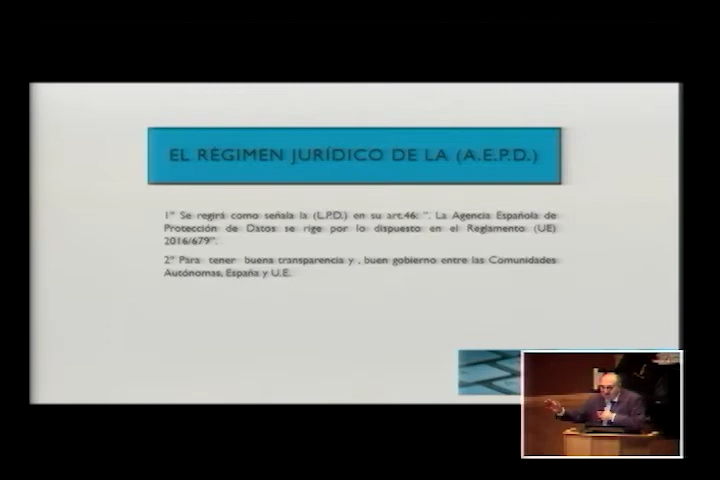 EL RÉGIMEN JURÍDICO DE LA (A.E.P.D.)
1º Se regirá como señala la (L.P.D.) en su art.46: ". La Agencia Española de
Protección de Datos se rige por lo dispuesto en el Reglamento (UE)
2016/679".
2º Para tener buena transparencia y , buen gobierno entre las Comunidades
Autónomas, España y U.E.